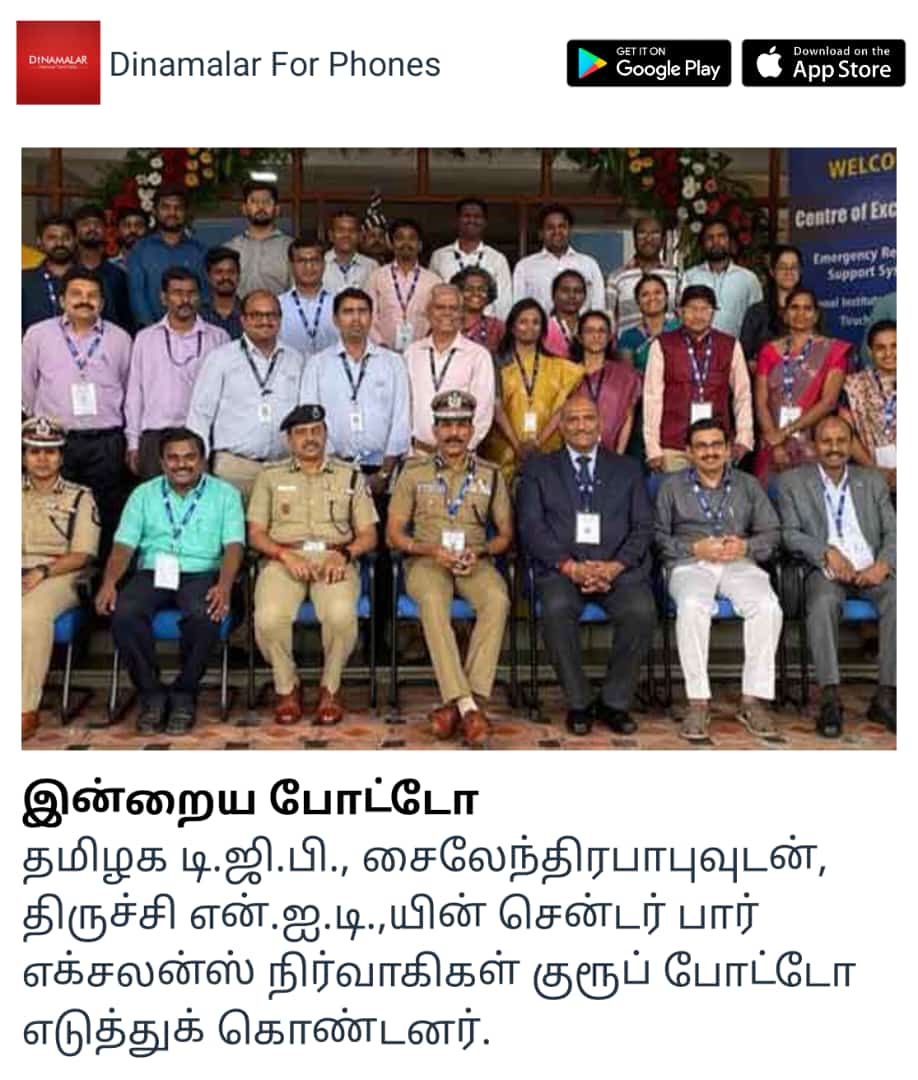 DINAMALAR
Dinamalar For Phones
GET IT ON
Google Play
Download on the
App Store
WELCO
Centre of Exc
Emergency Re
Support Sy
இன்றைய போட்டோ
தமிழக டி.ஜி.பி., சைலேந்திரபாபுவுடன்,
திருச்சி என்.ஐ.டி.,யின் சென்டர் பார்
எக்சலன்ஸ் நிர்வாகிகள் குரூப் போட்டோ
எடுத்துக் கொண்டனர்.